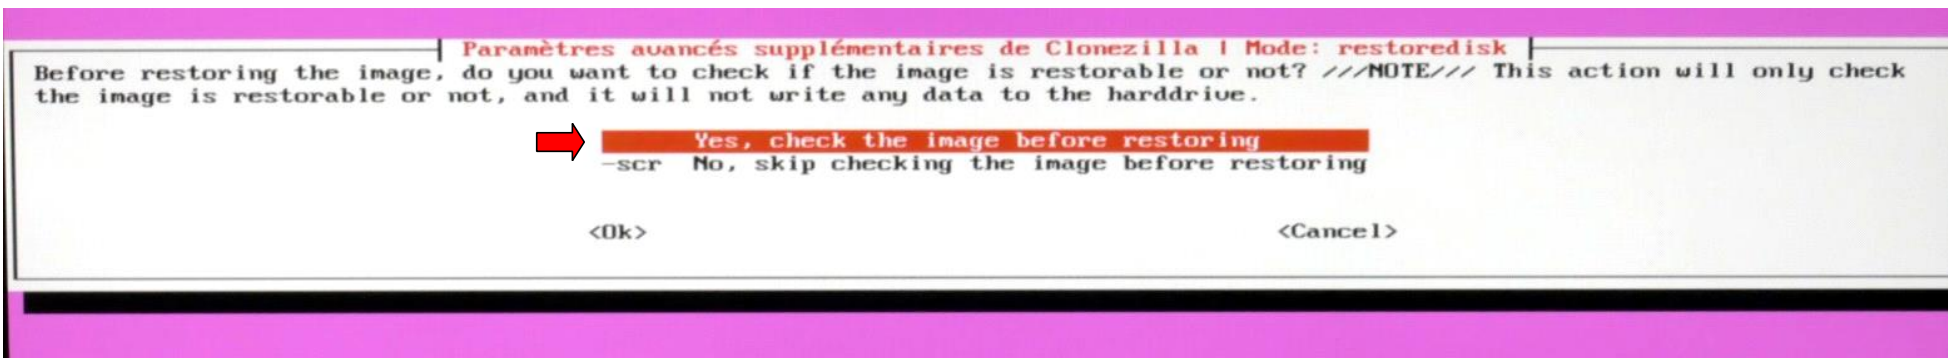 Paramètres avancés supplémentaires de Clonezilla | Mode: restoredisk
Before restoring the image, do you want to check if the image is restorable or not? ///NOTE/// This action will only check
the image is restorable or not, and it will not write any data to the harddrive.
Yes, check the image before restoring
-scr No, skip checking the image before restoring
<Ok> <Cancel>